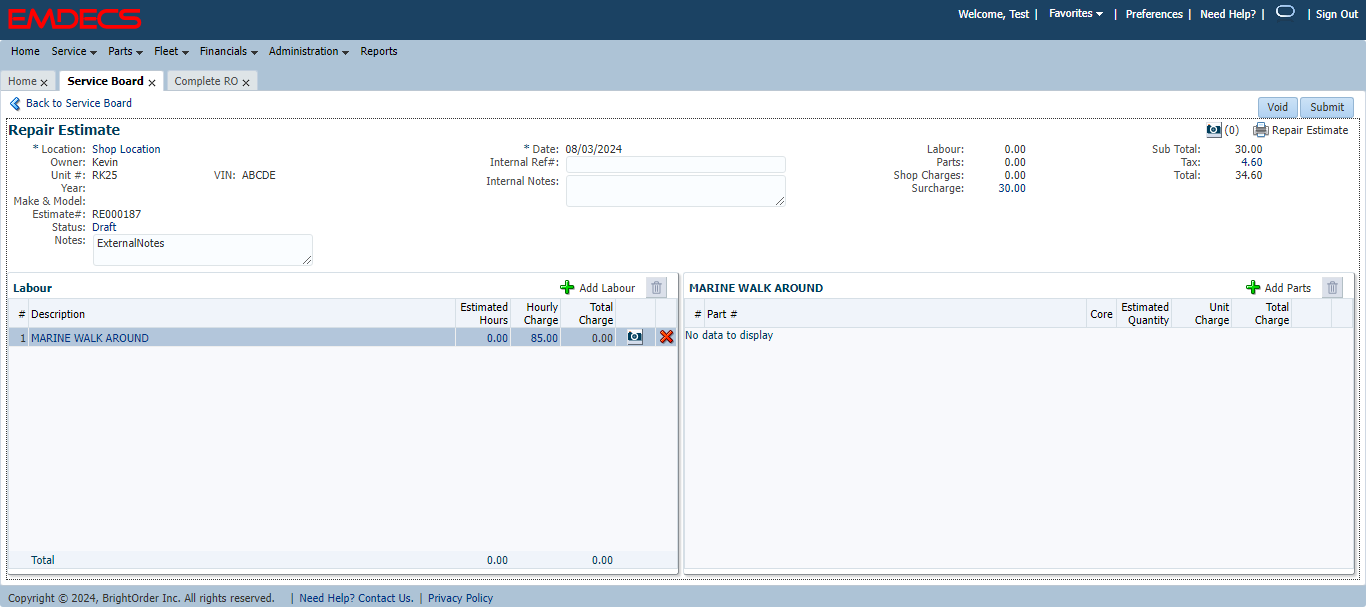 EMDECS
Welcome, Test | Favorites | Preferences | Need Help? | | Sign Out
Home Service Parts Fleet Financials Administration Reports
Home Service Board Complete RO
Back to Service Board Void Submit
Repair Estimate (0) Repair Estimate
* Location: Shop Location * Date: 08/03/2024 Labour: 0.00 Sub Total: 30.00
Owner: Kevin Internal Ref#: Parts: 0.00 Tax: 4.60
Unit #: RK25 VIN: ABCDE Internal Notes: Shop Charges: 0.00 Total: 34.60
Year: Surcharge: 30.00
Make & Model:
Estimate#: RE000187
Status: Draft
Notes: ExternalNotes
Labour Add Labour
# Description Estimated Hours Hourly Charge Total Charge
1 MARINE WALK AROUND 0.00 85.00 0.00
Total 0.00 0.00
MARINE WALK AROUND Add Parts
# Part # Core Estimated Quantity Unit Charge Total Charge
No data to display
Copyright © 2024, BrightOrder Inc. All rights reserved. | Need Help? Contact Us. | Privacy Policy